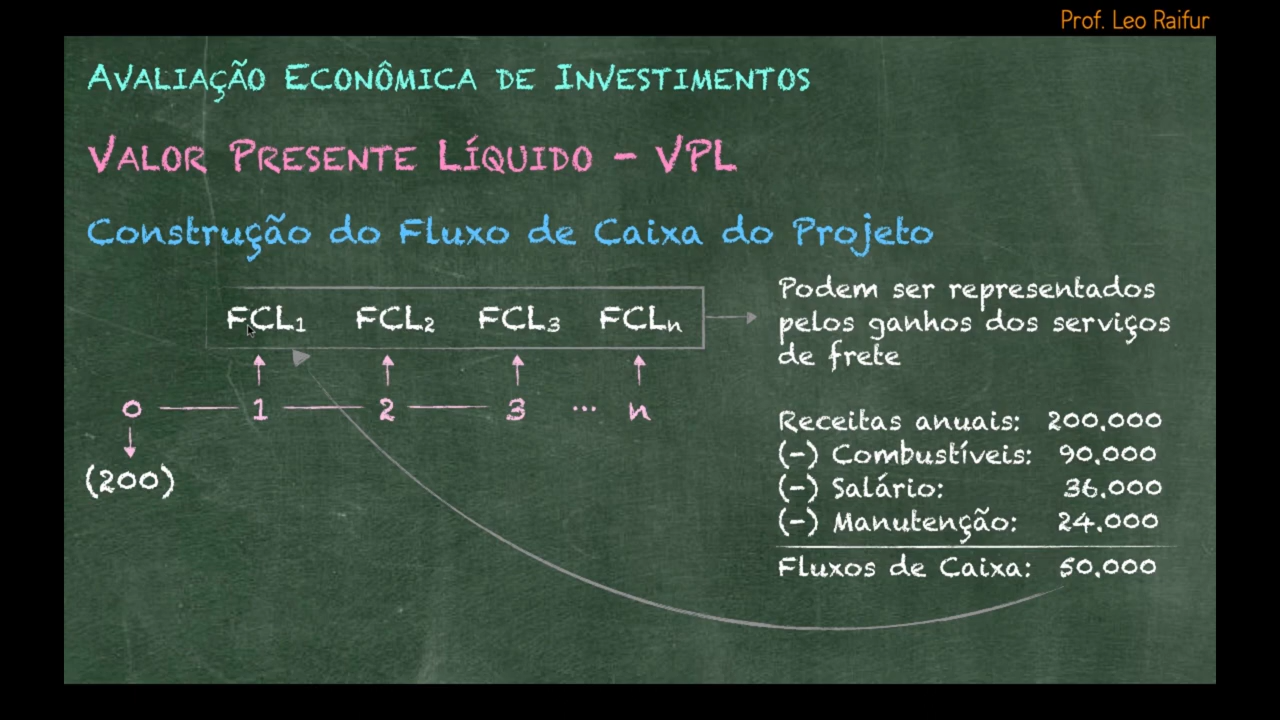 Prof. Leo Raifur
AVALIAÇÃO ECONÔMICA DE INVESTIMENTOS
VALOR PRESENTE LÍQUIDO - VPL
Construção do Fluxo de Caixa do Projeto
FCL₁ FCL₂ FCL₃ FCLₙ
0 1 2 3 ... n
(200)
Podem ser representados
pelos ganhos dos serviços
de frete
Receitas anuais: 200.000
(-) Combustíveis: 90.000
(-) Salário: 36.000
(-) Manutenção: 24.000
Fluxos de Caixa: 50.000